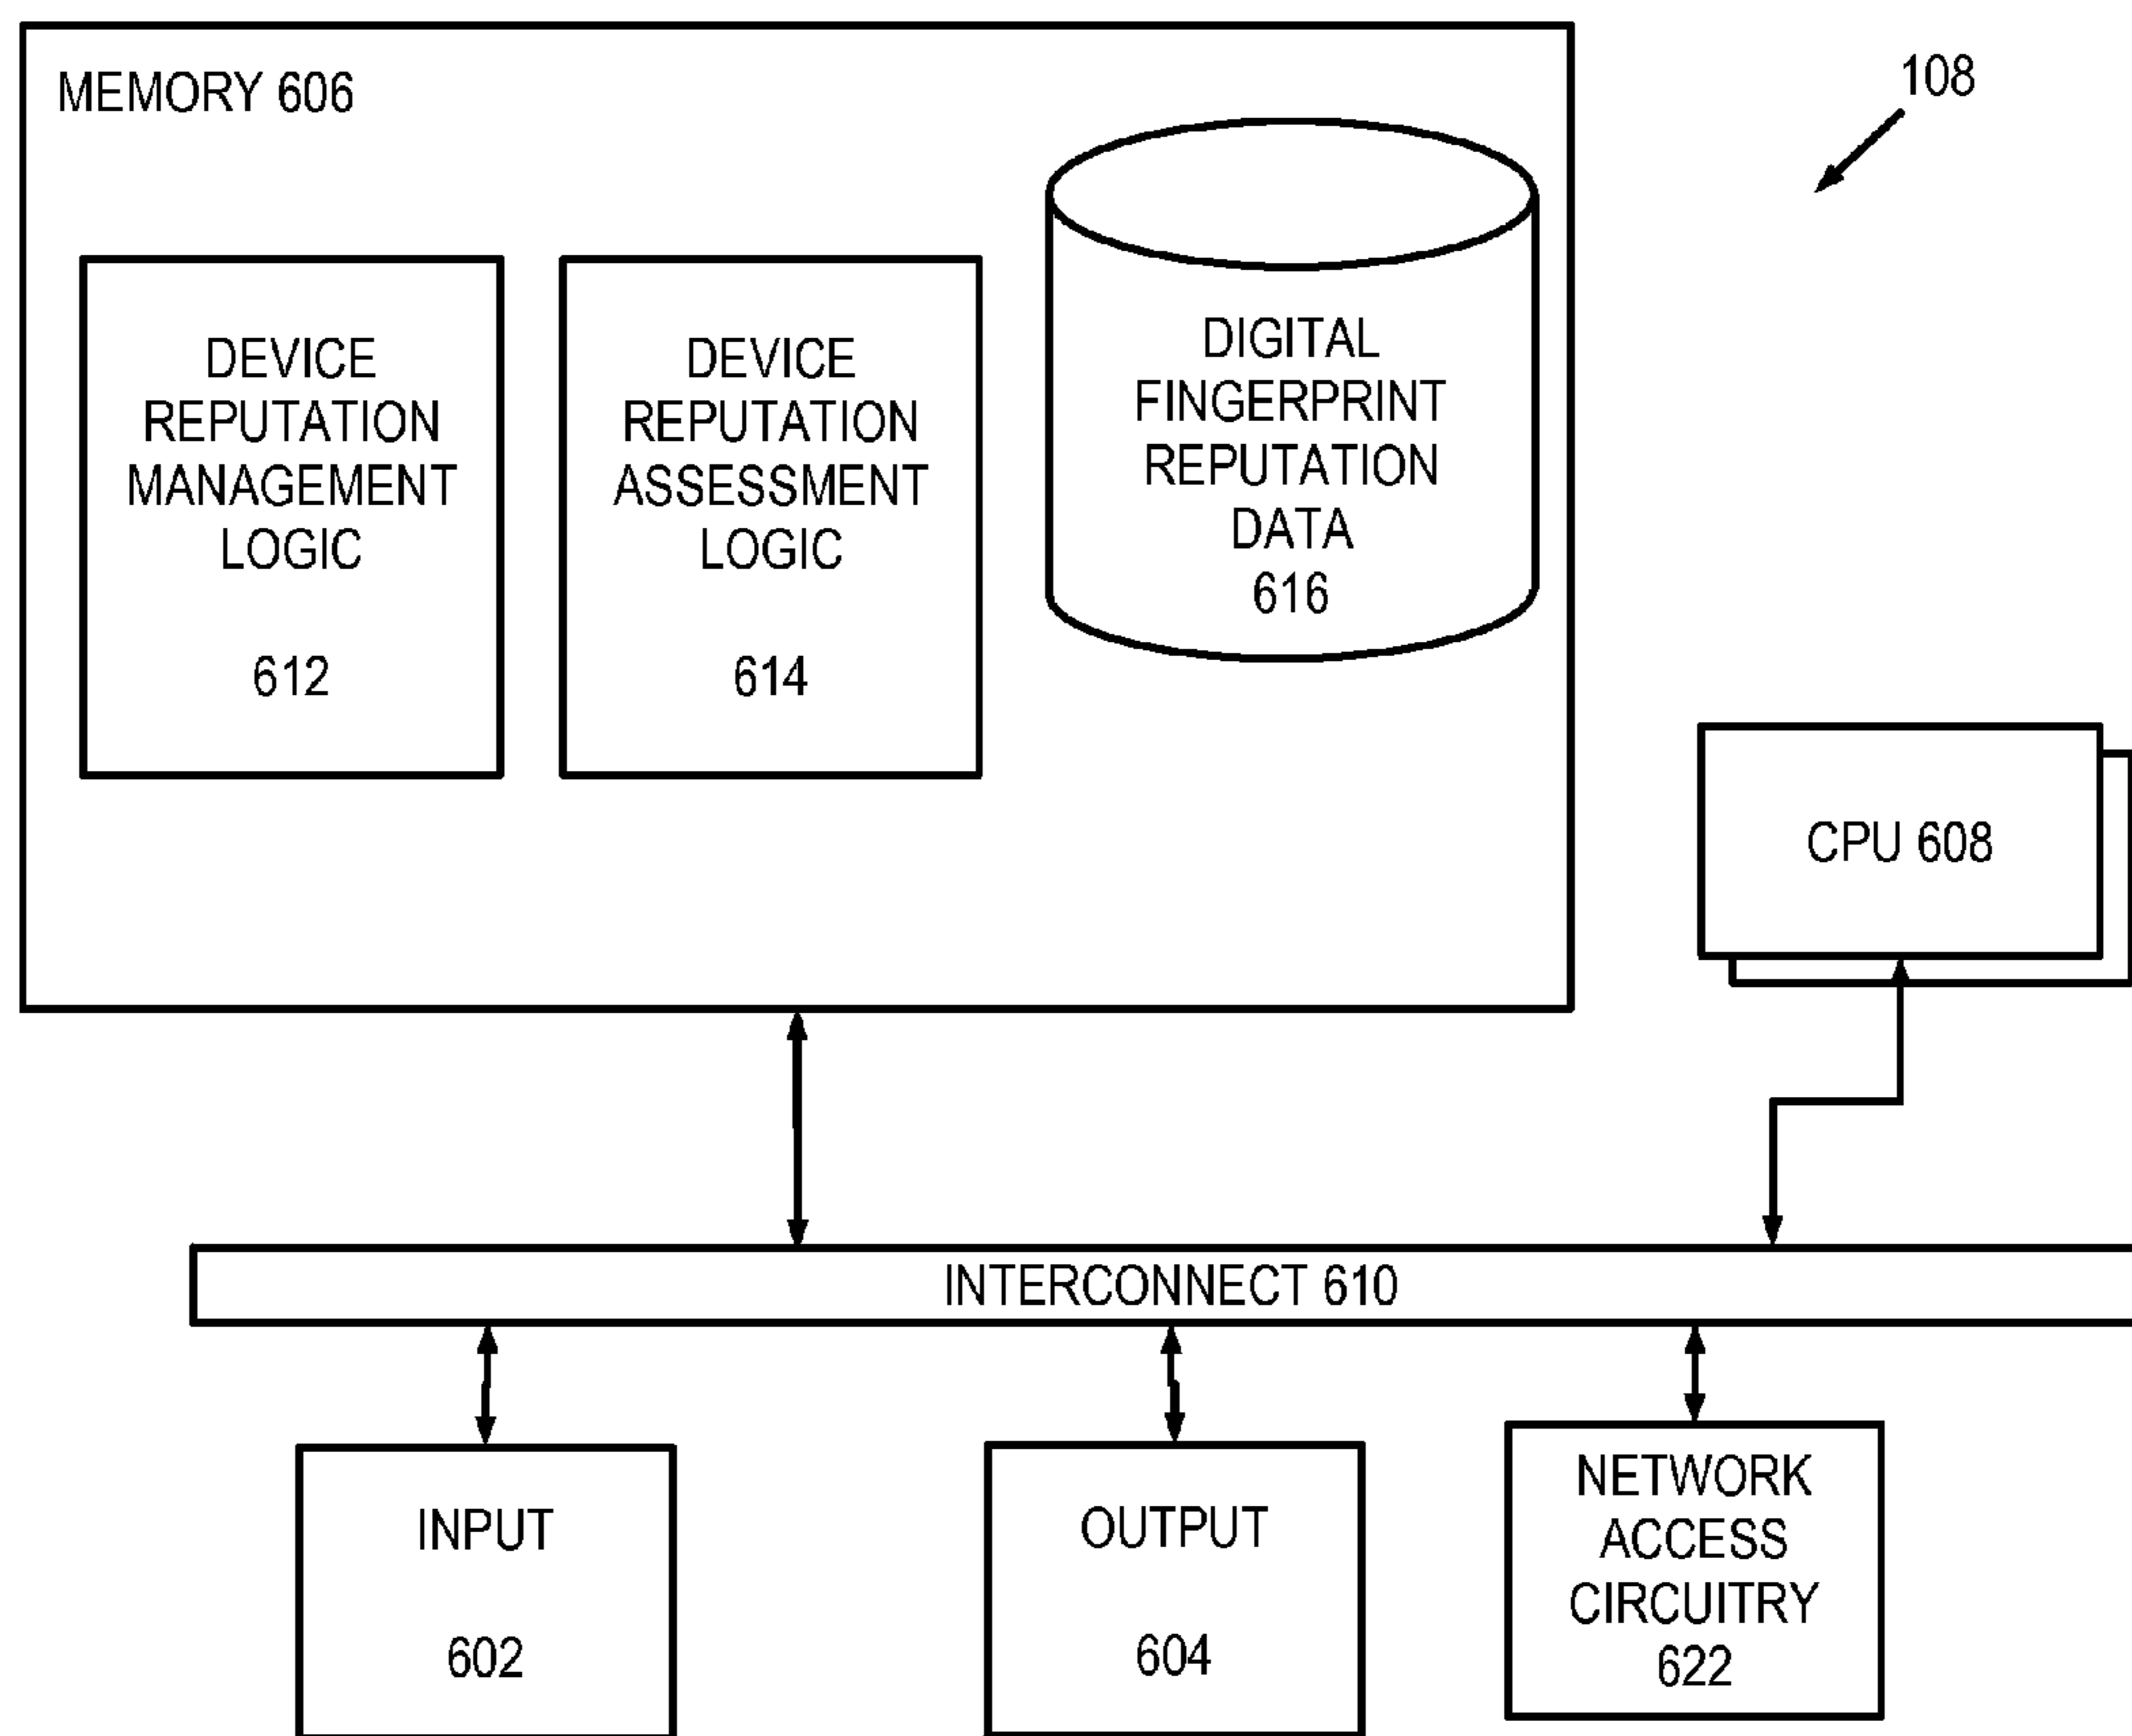 MEMORY 606
108
DEVICE
REPUTATION
MANAGEMENT
LOGIC
612
DEVICE
REPUTATION
ASSESSMENT
LOGIC
614
DIGITAL
FINGERPRINT
REPUTATION
DATA
616
CPU 608
INTERCONNECT 610
INPUT
602
OUTPUT
604
NETWORK
ACCESS
CIRCUITRY
622